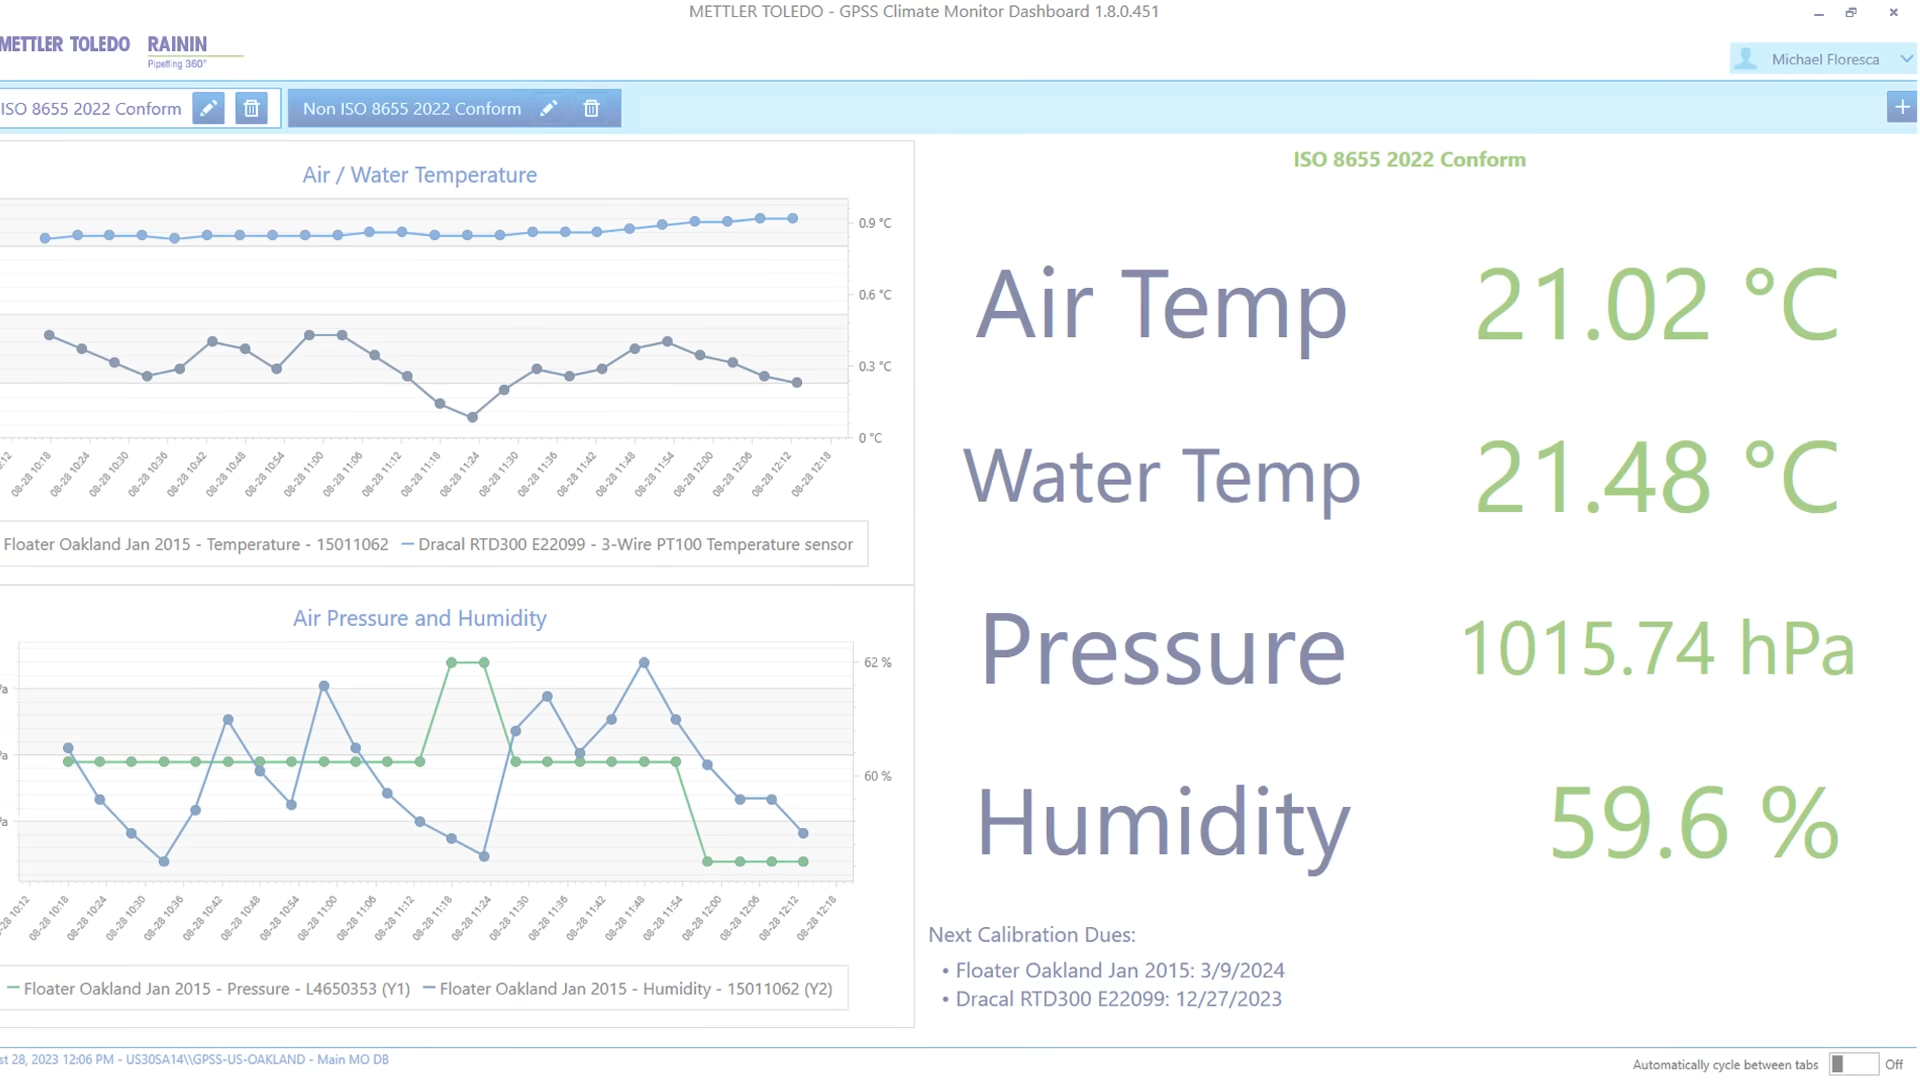 METTLER TOLEDO - GPSS Climate Monitor Dashboard 1.8.0.451
METTLER TOLEDO RAININ
Pipetting 360°
Michael Floresca
ISO 8655 2022 Conform
Non ISO 8655 2022 Conform
+
Air / Water Temperature
0.9 °C
0.6 °C
0.3 °C
0 °C
:12 08-28 10:18 08-28 10:24 08-28 10:30 08-28 10:36 08-28 10:42 08-28 10:48 08-28 10:54 08-28 11:00 08-28 11:06 08-28 11:12 08-28 11:18 08-28 11:24 08-28 11:30 08-28 11:36 08-28 11:42 08-28 11:48 08-28 11:54 08-28 12:00 08-28 12:06 08-28 12:12 08-28 12:18
Floater Oakland Jan 2015 - Temperature - 15011062 Dracal RTD300 E22099 - 3-Wire PT100 Temperature sensor
Air Pressure and Humidity
62 %
60 %
08-28 10:12 08-28 10:18 08-28 10:24 08-28 10:30 08-28 10:36 08-28 10:42 08-28 10:48 08-28 10:54 08-28 11:00 08-28 11:06 08-28 11:12 08-28 11:18 08-28 11:24 08-28 11:30 08-28 11:36 08-28 11:42 08-28 11:48 08-28 11:54 08-28 12:00 08-28 12:06 08-28 12:12 08-28 12:18
Floater Oakland Jan 2015 - Pressure - L4650353 (Y1) Floater Oakland Jan 2015 - Humidity - 15011062 (Y2)
ISO 8655 2022 Conform
Air Temp 21.02 °C
Water Temp 21.48 °C
Pressure 1015.74 hPa
Humidity 59.6 %
Next Calibration Dues:
• Floater Oakland Jan 2015: 3/9/2024
• Dracal RTD300 E22099: 12/27/2023
st 28, 2023 12:06 PM - US30SA14\\GPSS-US-OAKLAND - Main MO DB
Automatically cycle between tabs Off